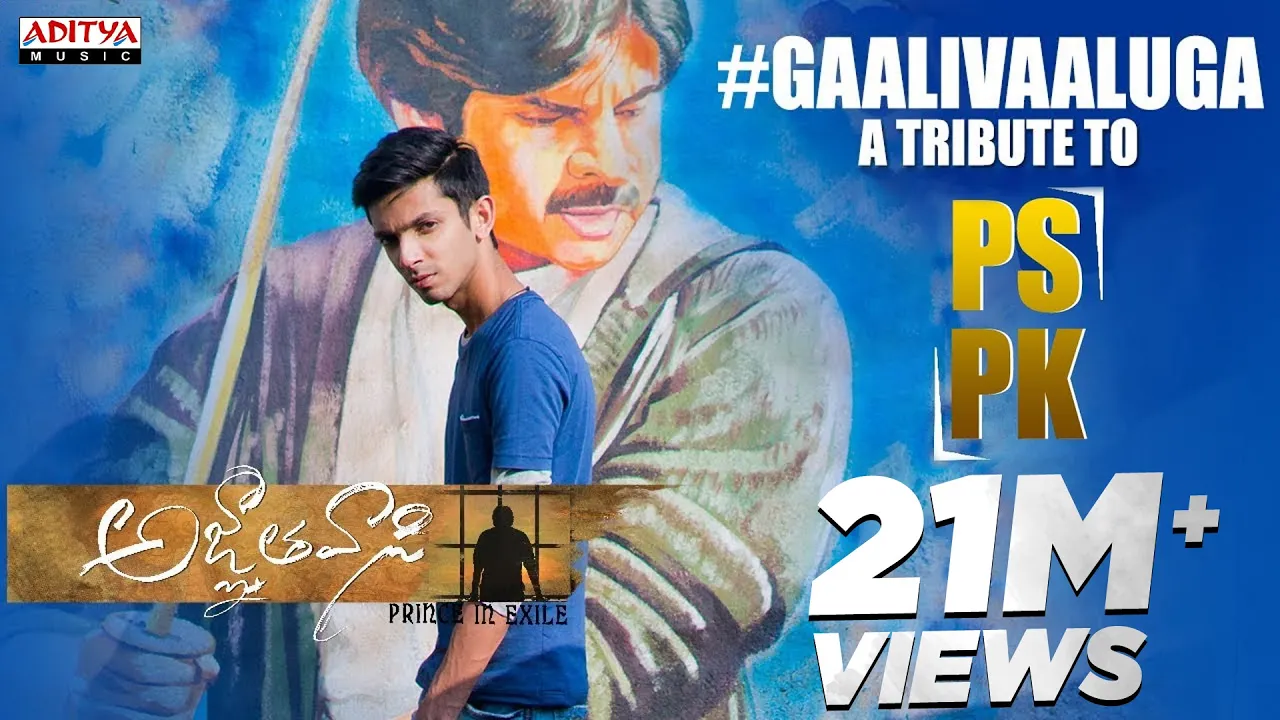 ADITYA
MUSIC
#GAALIVAALUGA
A TRIBUTE TO
PS
PK
అజ్ఞాతవాసి
PRINCE IN EXILE
21M+
VIEWS